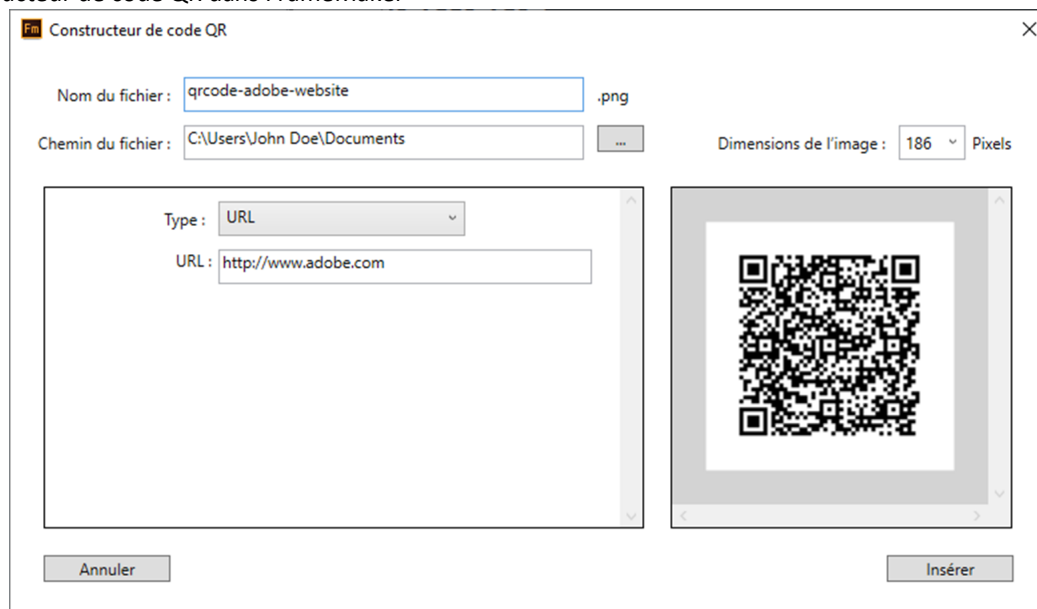 Fm Constructeur de code QR
Nom du fichier : qrcode-adobe-website .png
Chemin du fichier : C:\Users\John Doe\Documents ... Dimensions de l'image : 186 Pixels
Type : URL
URL : http://www.adobe.com
Annuler Insérer